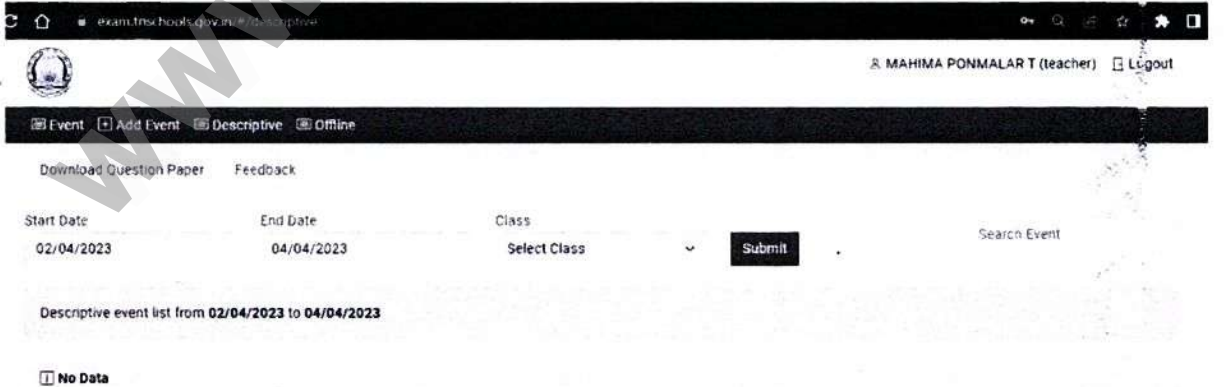 exam.tnschools.gov.in/#/descriptive
MAHIMA PONMALAR T (teacher) Logout
Event Add Event Descriptive Offline
Download Question Paper Feedback
Start Date End Date Class
Search Event
02/04/2023 04/04/2023 Select Class Submit
Descriptive event list from 02/04/2023 to 04/04/2023
No Data
www.